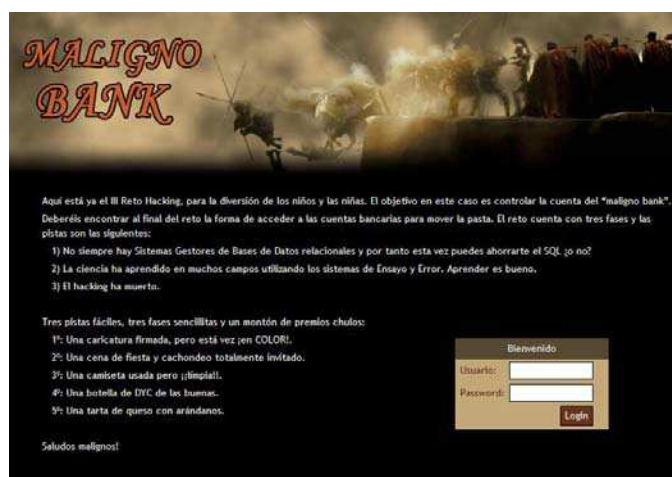 MALIGNO
BANK
Aquí está ya el III Reto Hacking, para la diversión de los niños y las niñas. El objetivo en este caso es controlar la cuenta del “maligno bank”.
Deberéis encontrar al final del reto la forma de acceder a las cuentas bancarias para mover la pasta. El reto cuenta con tres fases y las
pistas son las siguientes:
1) No siempre hay Sistemas Gestores de Bases de Datos relacionales y por tanto esta vez puedes ahorrarte el SQL ¿o no?
2) La ciencia ha aprendido en muchos campos utilizando los sistemas de Ensayo y Error. Aprender es bueno.
3) El hacking ha muerto.
Tres pistas fáciles, tres fases sencillitas y un montón de premios chulos:
1º: Una caricatura firmada, pero está vez ¡en COLOR!.
2º: Una cena de fiesta y cachondeo totalmente invitado.
3º: Una camiseta usada pero ¡¡limpia!!.
4º: Una botella de DYC de las buenas.
5º: Una tarta de queso con arándanos.
Bienvenido
Usuario:
Password:
Login
Saludos malignos!